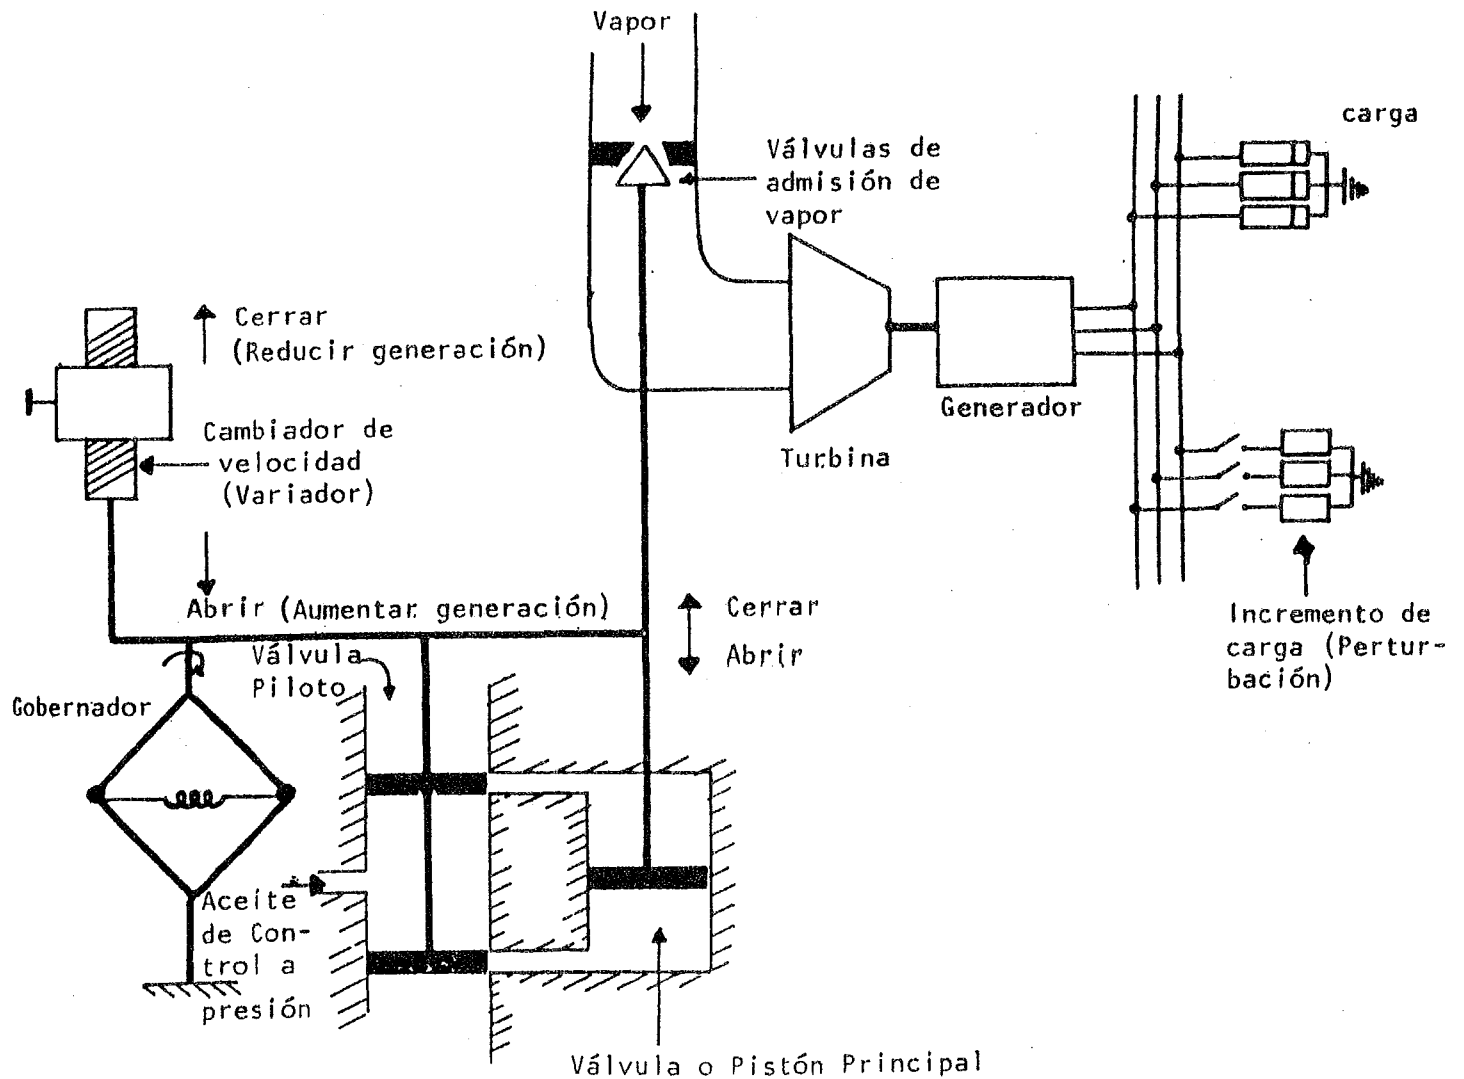 Vapor
carga
Válvulas de
admisión de
vapor
Cerrar
(Reducir generación)
Generador
Cambiador de
velocidad
(Variador)
Turbina
Abrir (Aumentar generación)
Cerrar
Abrir
Incremento de
carga (Pertur-
bación)
Válvula
Piloto
Gobernador
Aceite
de Con-
trol a
presión
Válvula o Pistón Principal